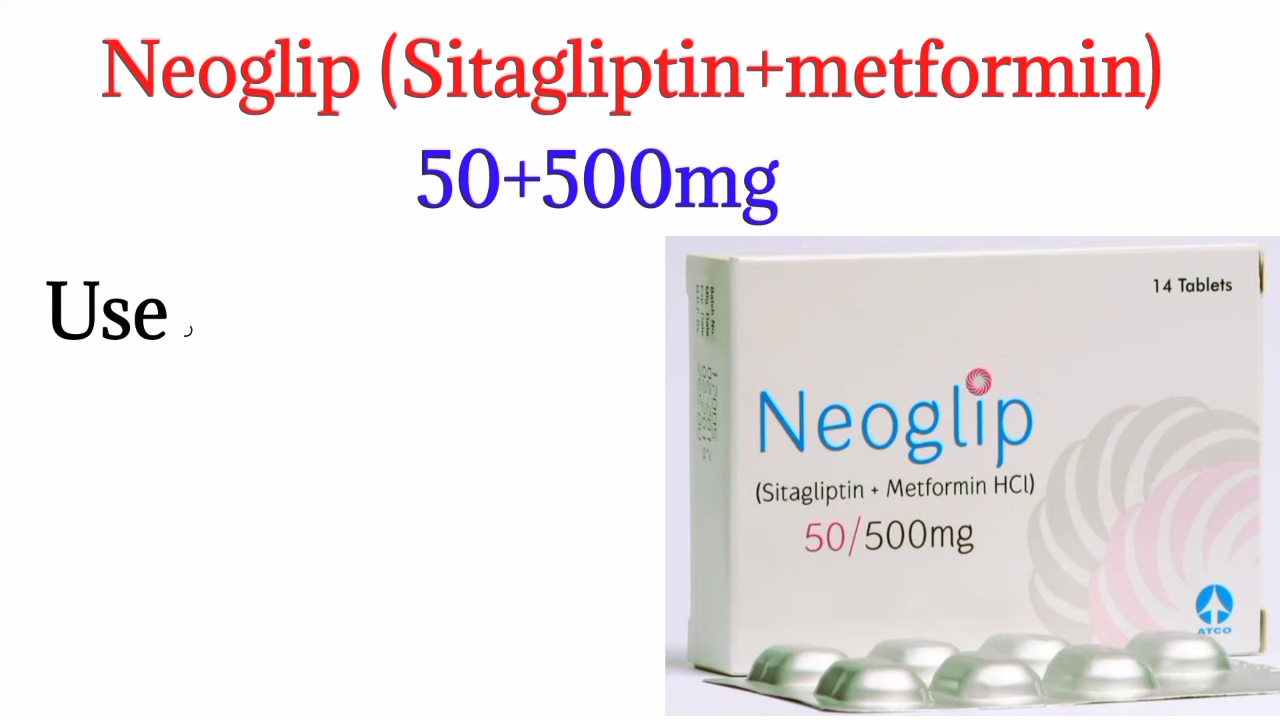 Neoglip (Sitagliptin+metformin)
50+500mg
Use
14 Tablets
Neoglip
(Sitagliptin + Metformin HCl)
50/500mg
ATCO